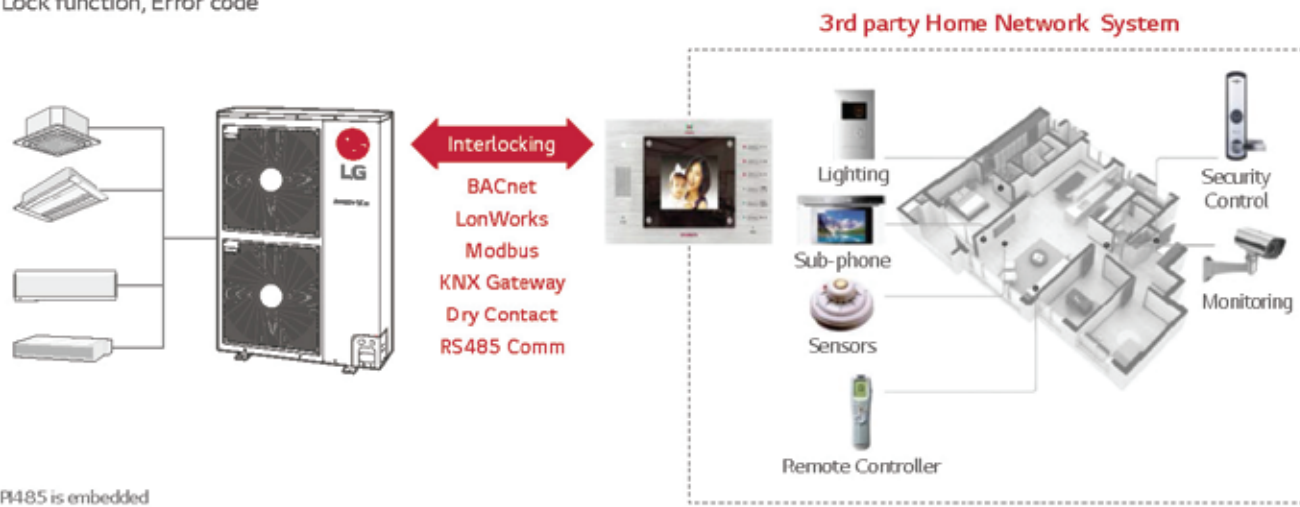 Lock function, Error code
3rd party Home Network System
LG
Interlocking
BACnet
LonWorks
Modbus
KNX Gateway
Dry Contact
RS485 Comm
Lighting
Sub-phone
Sensors
Remote Controller
Security
Control
Monitoring
PI485 is embedded